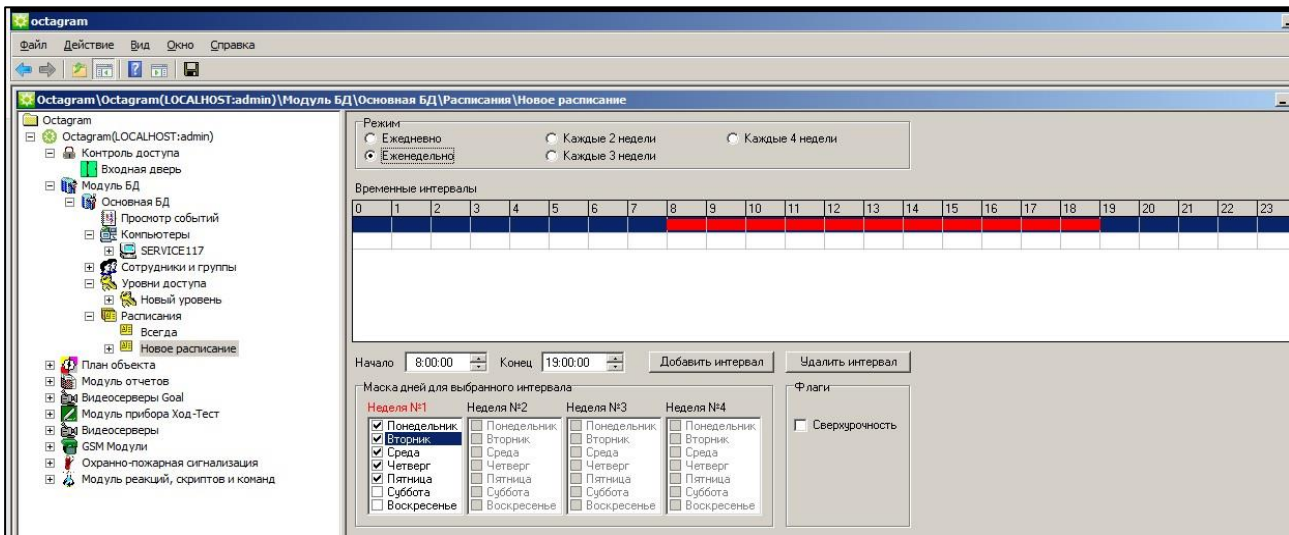 octagram
Файл Действие Вид Окно Справка
Octagram\Octagram(LOCALHOST:admin)\Модуль БД\Основная БД\Расписания\Новое расписание
Octagram
Octagram(LOCALHOST:admin)
Контроль доступа
Входная дверь
Модуль БД
Основная БД
Просмотр событий
Компьютеры
SERVICE117
Сотрудники и группы
Уровни доступа
Новый уровень
Расписания
Всегда
Новое расписание
План объекта
Модуль отчетов
Видеосерверы Goal
Модуль прибора Ход-Тест
Видеосерверы
GSM Модули
Охранно-пожарная сигнализация
Модуль реакций, скриптов и команд
Режим
Ежедневно Каждые 2 недели Каждые 4 недели
Еженедельно Каждые 3 недели
Временные интервалы
0 1 2 3 4 5 6 7 8 9 10 11 12 13 14 15 16 17 18 19 20 21 22 23
Начало 8:00:00 Конец 19:00:00 Добавить интервал Удалить интервал
Маска дней для выбранного интервала Флаги
Неделя №1 Неделя №2 Неделя №3 Неделя №4
Понедельник Понедельник Понедельник Понедельник Сверхурочность
Вторник Вторник Вторник Вторник
Среда Среда Среда Среда
Четверг Четверг Четверг Четверг
Пятница Пятница Пятница Пятница
Суббота Суббота Суббота Суббота
Воскресенье Воскресенье Воскресенье Воскресенье